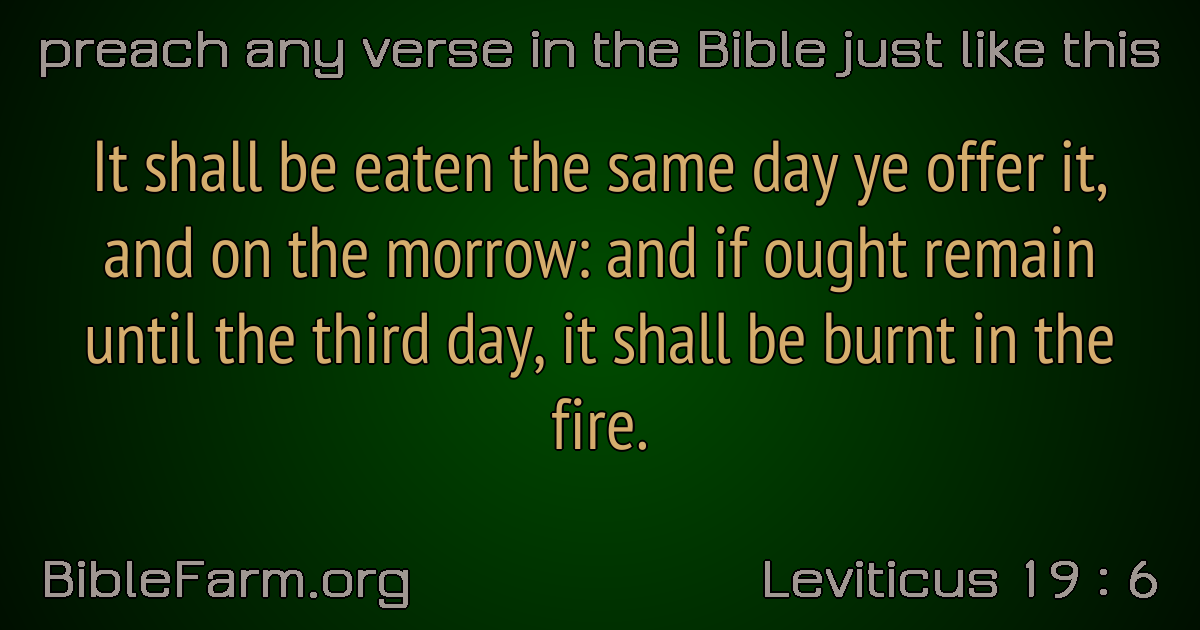 preach any verse in the Bible just like this
It shall be eaten the same day ye offer it,
and on the morrow: and if ought remain
until the third day, it shall be burnt in the
fire.
BibleFarm.org
Leviticus 19 : 6